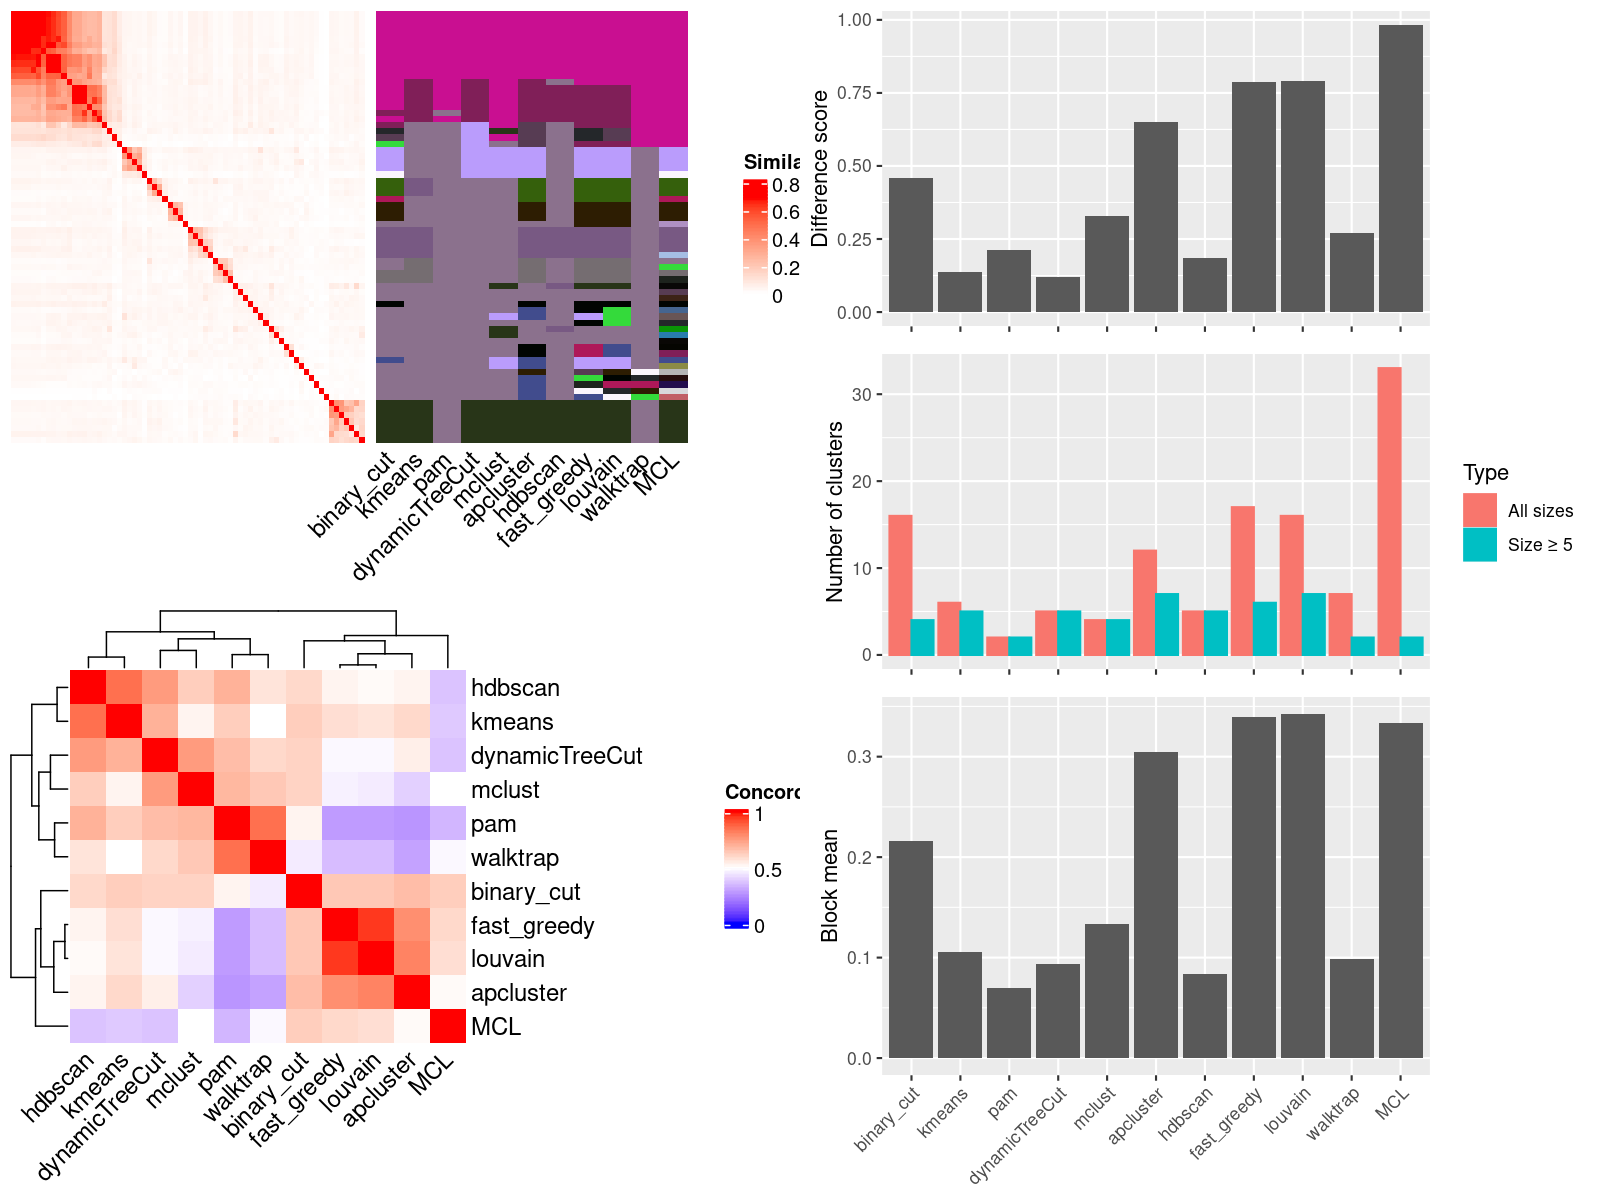 Simila
0.8
0.6
0.4
0.2
0
binary_cut
kmeans
pam
dynamicTreeCut
mclust
apcluster
hdbscan
fast_greedy
louvain
walktrap
MCL
hdbscan
kmeans
dynamicTreeCut
mclust
pam
walktrap
binary_cut
fast_greedy
louvain
apcluster
MCL
hdbscan
kmeans
dynamicTreeCut
mclust
pam
walktrap
binary_cut
fast_greedy
louvain
apcluster
MCL
Concord
1
0.5
0
Difference score
1.00
0.75
0.50
0.25
0.00
Number of clusters
30
20
10
0
Type
All sizes
Size ≥ 5
Block mean
0.3
0.2
0.1
0.0
binary_cut
kmeans
pam
dynamicTreeCut
mclust
apcluster
hdbscan
fast_greedy
louvain
walktrap
MCL